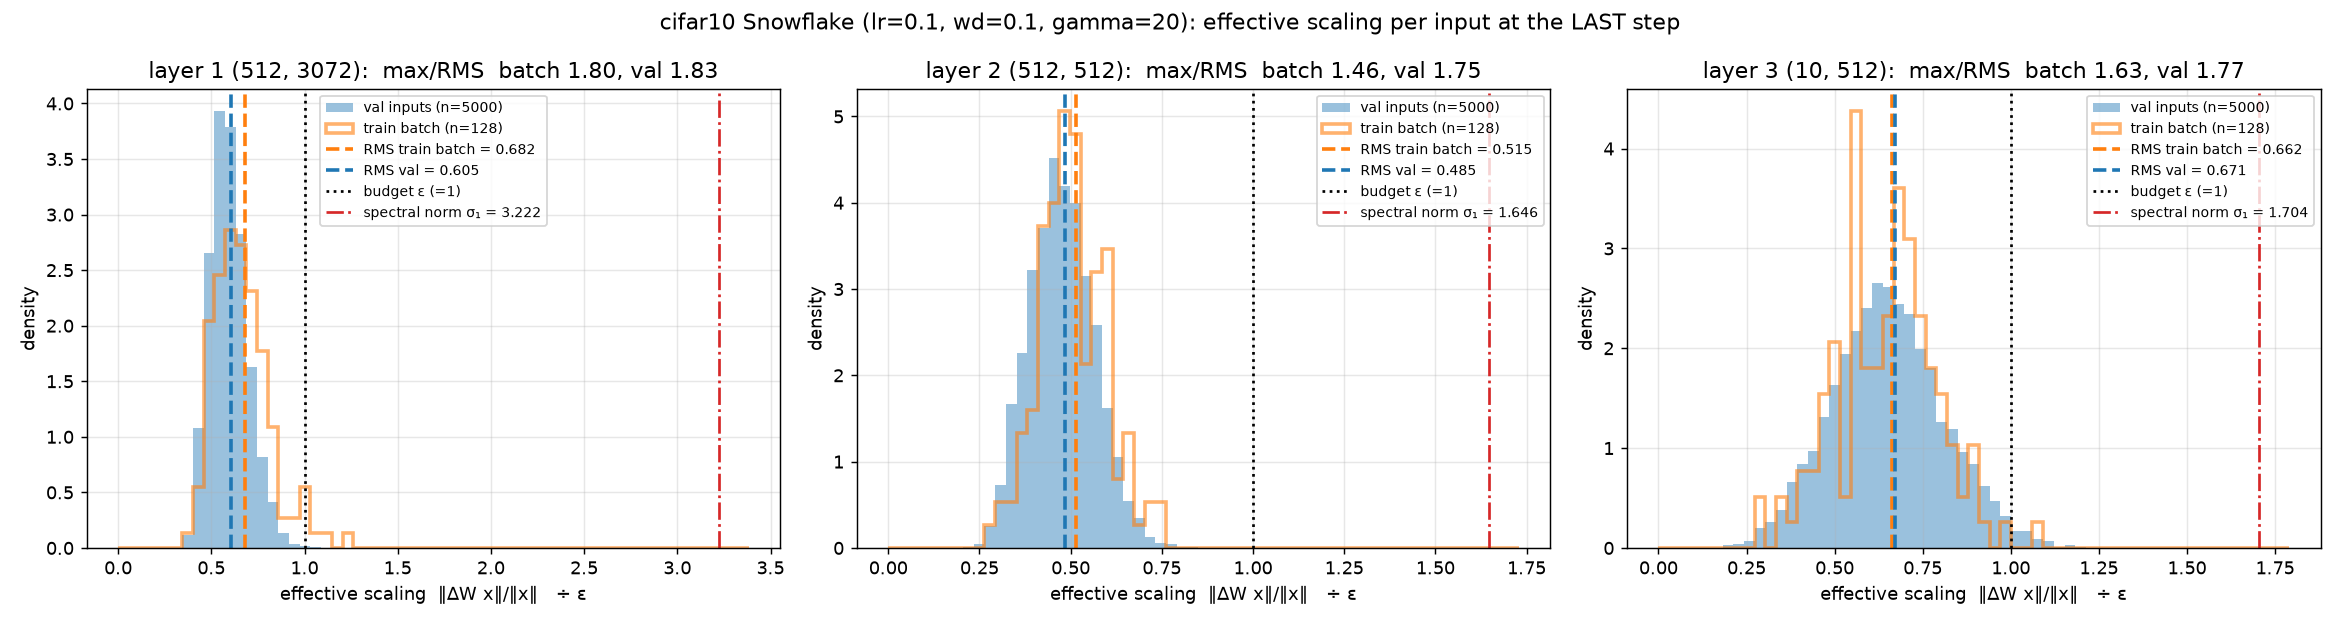 cifar10 Snowflake (lr=0.1, wd=0.1, gamma=20): effective scaling per input at the LAST step
layer 1 (512, 3072):  max/RMS  batch 1.80, val 1.83
density
4.0
3.5
3.0
2.5
2.0
1.5
1.0
0.5
0.0
val inputs (n=5000)
train batch (n=128)
RMS train batch = 0.682
RMS val = 0.605
budget ε (=1)
spectral norm σ₁ = 3.222
0.0 0.5 1.0 1.5 2.0 2.5 3.0 3.5
effective scaling  ‖ΔW x‖/‖x‖   ÷ ε
layer 2 (512, 512):  max/RMS  batch 1.46, val 1.75
density
5
4
3
2
1
0
val inputs (n=5000)
train batch (n=128)
RMS train batch = 0.515
RMS val = 0.485
budget ε (=1)
spectral norm σ₁ = 1.646
0.00 0.25 0.50 0.75 1.00 1.25 1.50 1.75
effective scaling  ‖ΔW x‖/‖x‖   ÷ ε
layer 3 (10, 512):  max/RMS  batch 1.63, val 1.77
density
4
3
2
1
0
val inputs (n=5000)
train batch (n=128)
RMS train batch = 0.662
RMS val = 0.671
budget ε (=1)
spectral norm σ₁ = 1.704
0.00 0.25 0.50 0.75 1.00 1.25 1.50 1.75
effective scaling  ‖ΔW x‖/‖x‖   ÷ ε